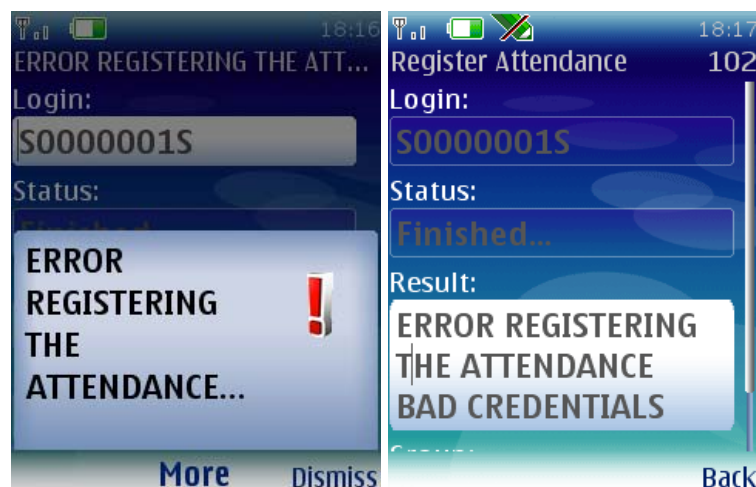 18:16
ERROR REGISTERING THE ATT...
Login:
S0000001S
Status:
Finished...
ERROR
REGISTERING
THE
ATTENDANCE...
More
Dismiss
18:17
Register Attendance
102
Login:
S0000001S
Status:
Finished...
Result:
ERROR REGISTERING
THE ATTENDANCE
BAD CREDENTIALS
Back